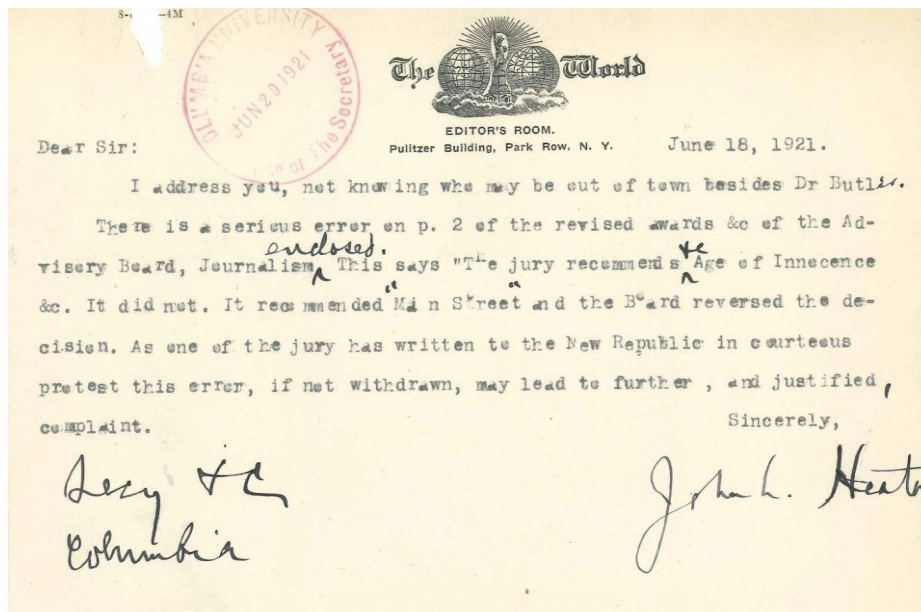 -4M
OLUMBIA UNIVERSITY
JUN 20 1921
The Secretary
The World
EDITOR'S ROOM.
Pulitzer Building, Park Row, N. Y.
June 18, 1921.
Dear Sir:
I address you, not knowing who may be out of town besides Dr Butler.
There is a serious error on p. 2 of the revised awards &c of the Ad-
visory Board, Journalism enclosed. This says "The jury recommends the Age of Innocence
&c. It did not. It recommended "Main Street" and the Board reversed the de-
cision. As one of the jury has written to the New Republic in courteous
protest this error, if not withdrawn, may lead to further , and justified,
complaint.
Sincerely,
Secy & C
Columbia
John L. Heato